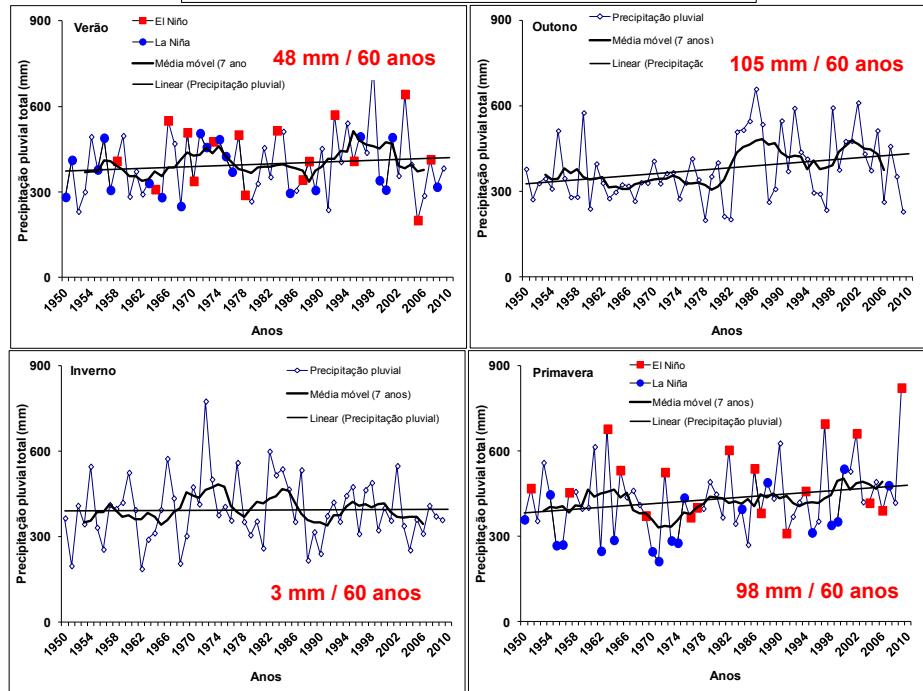 Precipitação pluvial total (mm)
900
600
300
0
Verão
El Niño
La Niña
Média móvel (7 ano
Linear (Precipitação pluvial)
48 mm / 60 anos
1950
1954
1958
1962
1966
1970
1974
1978
1982
1986
1990
1994
1998
2002
2006
2010
Anos
Precipitação pluvial total (mm)
900
600
300
0
Outono
Precipitação pluvial
Média móvel (7 anos
Linear (Precipitaçã
105 mm / 60 anos
1950
1954
1958
1962
1966
1970
1974
1978
1982
1986
1990
1994
1998
2002
2006
2010
Anos
Precipitação pluvial total (mm)
900
600
300
0
Inverno
Precipitação pluvial
Média móvel (7 anos)
Linear (Precipitação pluvial)
3 mm / 60 anos
1950
1954
1958
1962
1966
1970
1974
1978
1982
1986
1990
1994
1998
2002
2006
2010
Anos
Precipitação pluvial total (mm)
900
600
300
0
Primavera
El Niño
La Niña
Média móvel (7 anos)
Linear (Precipitação pluvial)
98 mm / 60 anos
1950
1954
1958
1962
1966
1970
1974
1978
1982
1986
1990
1994
1998
2002
2006
2010
Anos